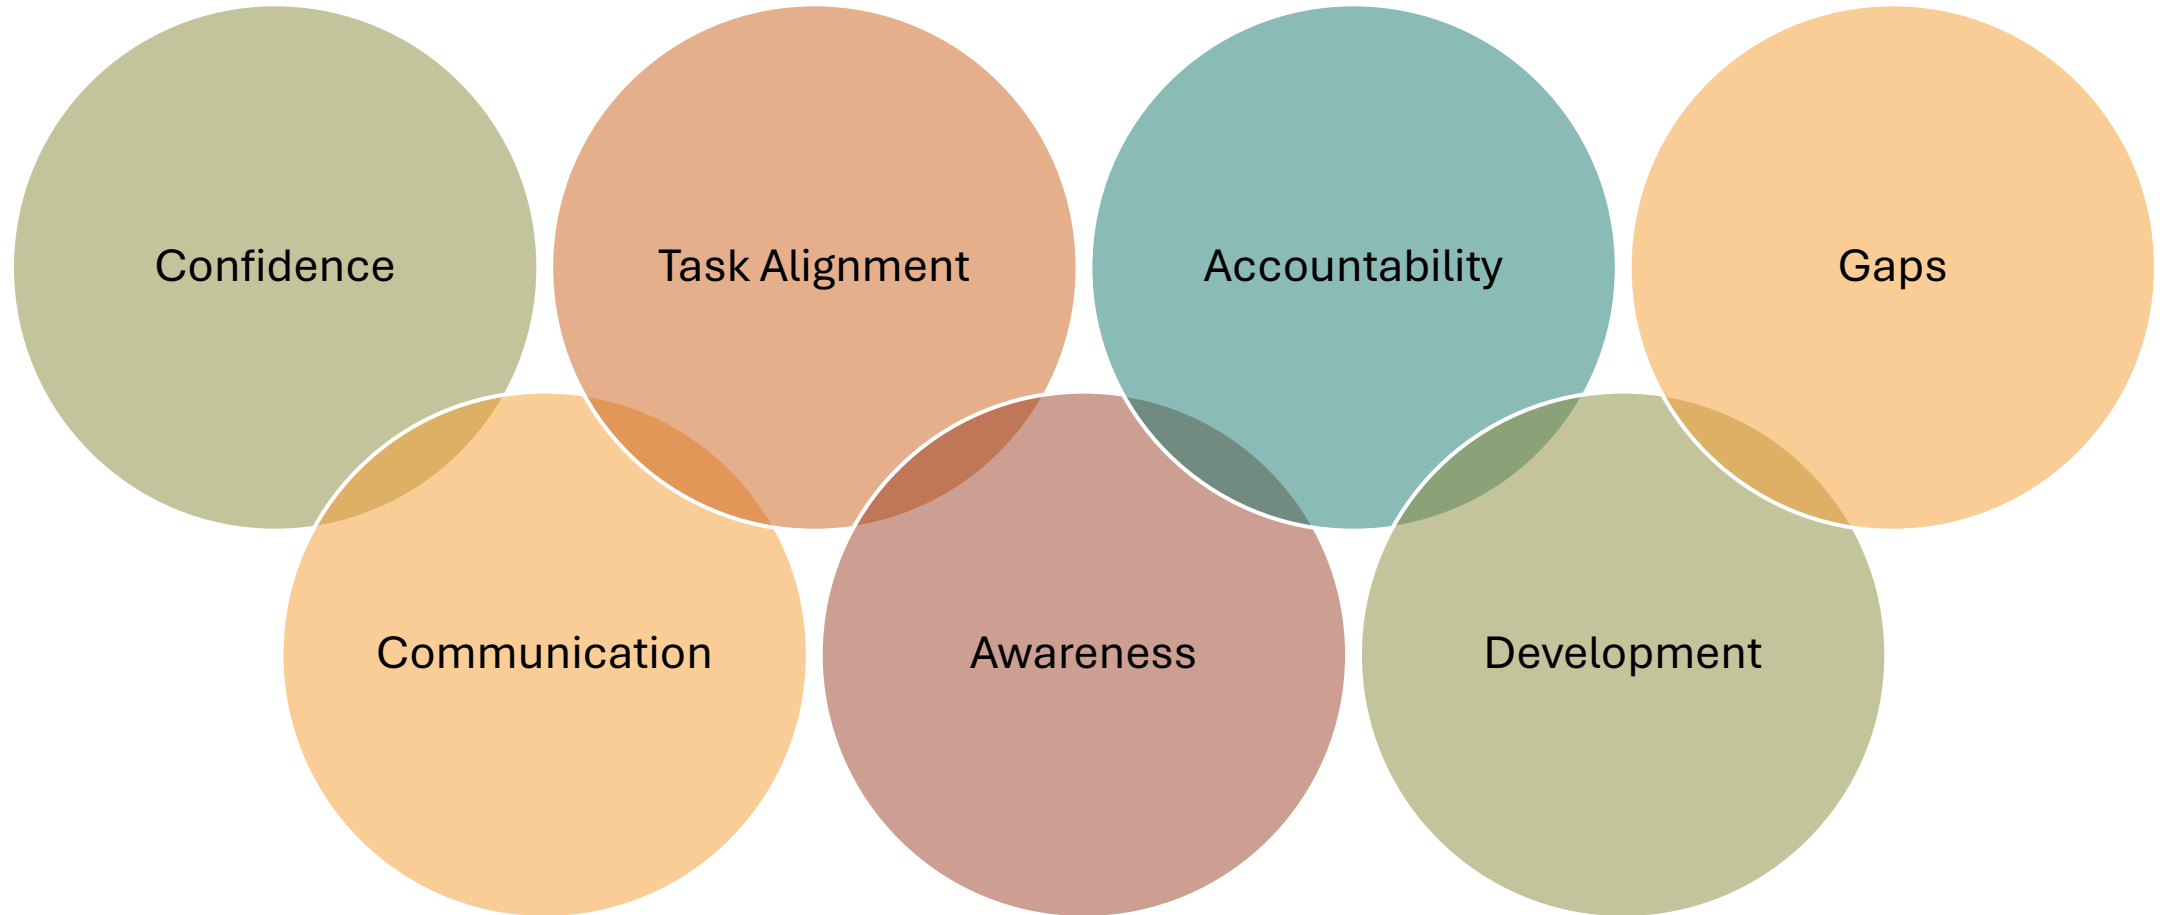 Confidence
Task Alignment
Accountability
Gaps
Communication
Awareness
Development